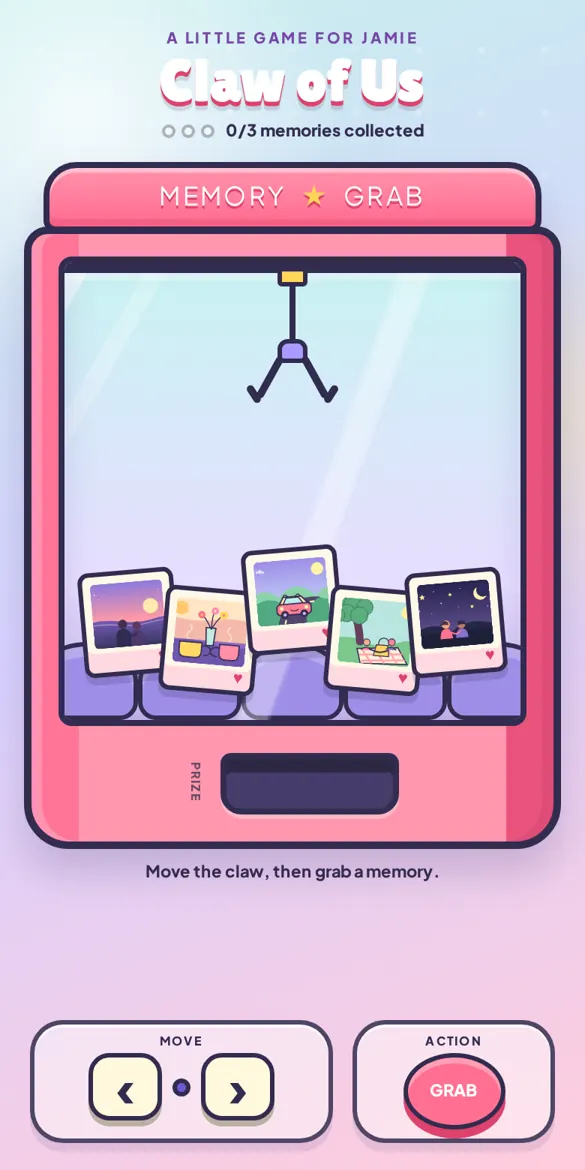 A LITTLE GAME FOR JAMIE
Claw of Us
0/3 memories collected
MEMORY ★ GRAB
PRIZE
Move the claw, then grab a memory.
MOVE
ACTION
‹ ›
GRAB